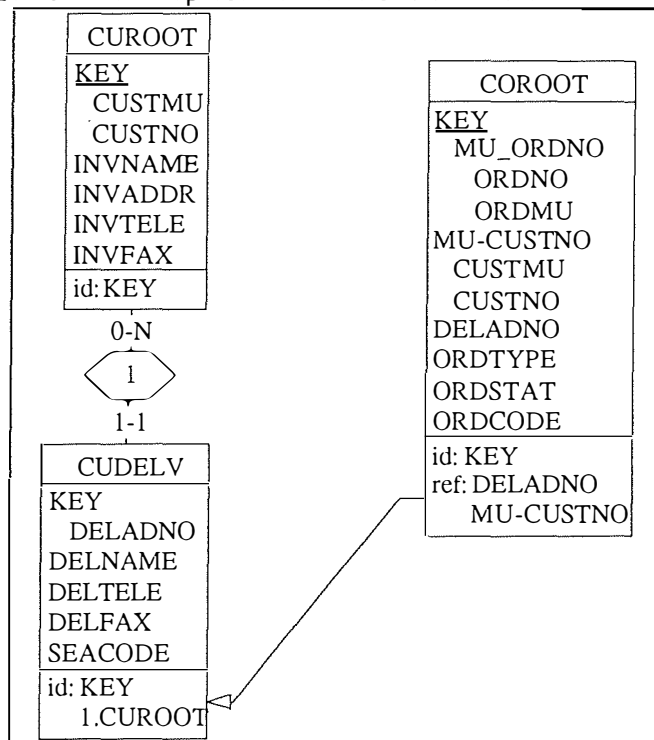 CUROOT
KEY
CUSTMU
CUSTNO
INVNAME
INVADDR
INVTELE
INVFAX
id: KEY
0-N
1
1-1
CUDELV
KEY
DELADNO
DELNAME
DELTELE
DELFAX
SEACODE
id: KEY
1.CUROOT
COROOT
KEY
MU_ORDNO
ORDNO
ORDMU
MU-CUSTNO
CUSTMU
CUSTNO
DELADNO
ORDTYPE
ORDSTAT
ORDCODE
id: KEY
ref: DELADNO
MU-CUSTNO